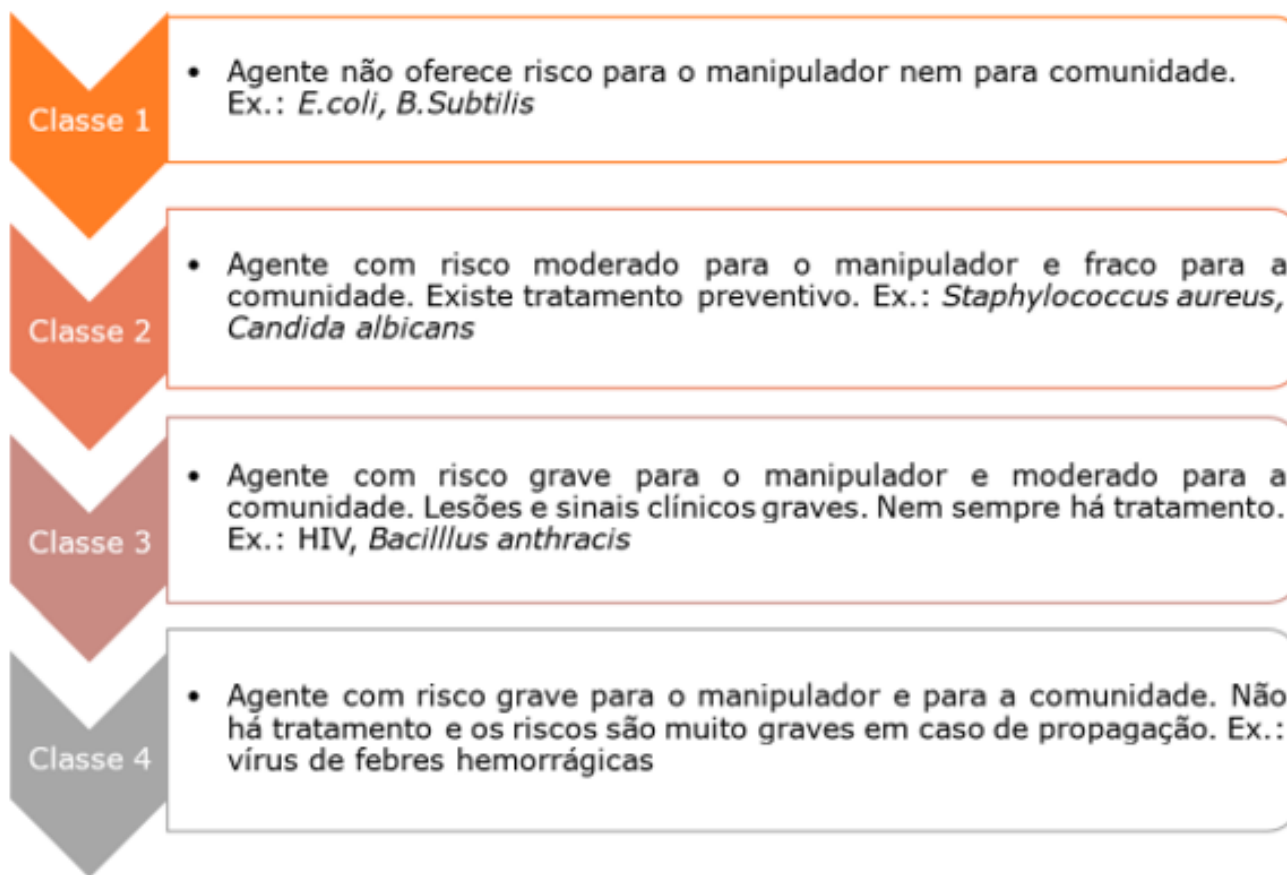 Classe 1
• Agente não oferece risco para o manipulador nem para comunidade.
Ex.: E.coli, B.Subtilis
Classe 2
• Agente com risco moderado para o manipulador e fraco para a
comunidade. Existe tratamento preventivo. Ex.: Staphylococcus aureus,
Candida albicans
Classe 3
• Agente com risco grave para o manipulador e moderado para a
comunidade. Lesões e sinais clínicos graves. Nem sempre há tratamento.
Ex.: HIV, Bacilllus anthracis
Classe 4
• Agente com risco grave para o manipulador e para a comunidade. Não
há tratamento e os riscos são muito graves em caso de propagação. Ex.:
vírus de febres hemorrágicas